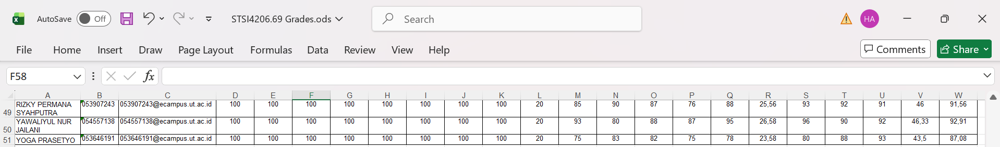 AutoSave Off STSI4206.69 Grades.ods Search HA
File Home Insert Draw Page Layout Formulas Data Review View Help Comments Share
F58 fx
A B C D E F G H I J K L M N O P Q R S T U V W
49 RIZKY PERMANA SYAHPUTRA 053907243 053907243@ecampus.ut.ac.id 100 100 100 100 100 100 100 100 20 85 90 87 76 88 25,56 93 92 91 46 91,56
50 YAWALIYUL NUR JAILANI 054557138 054557138@ecampus.ut.ac.id 100 100 100 100 100 100 100 100 20 93 80 88 87 95 26,58 96 90 92 46,33 92,91
51 YOGA PRASETYO 053646191 053646191@ecampus.ut.ac.id 100 100 100 100 100 100 100 100 20 75 83 82 75 78 23,58 80 88 93 43,5 87,08